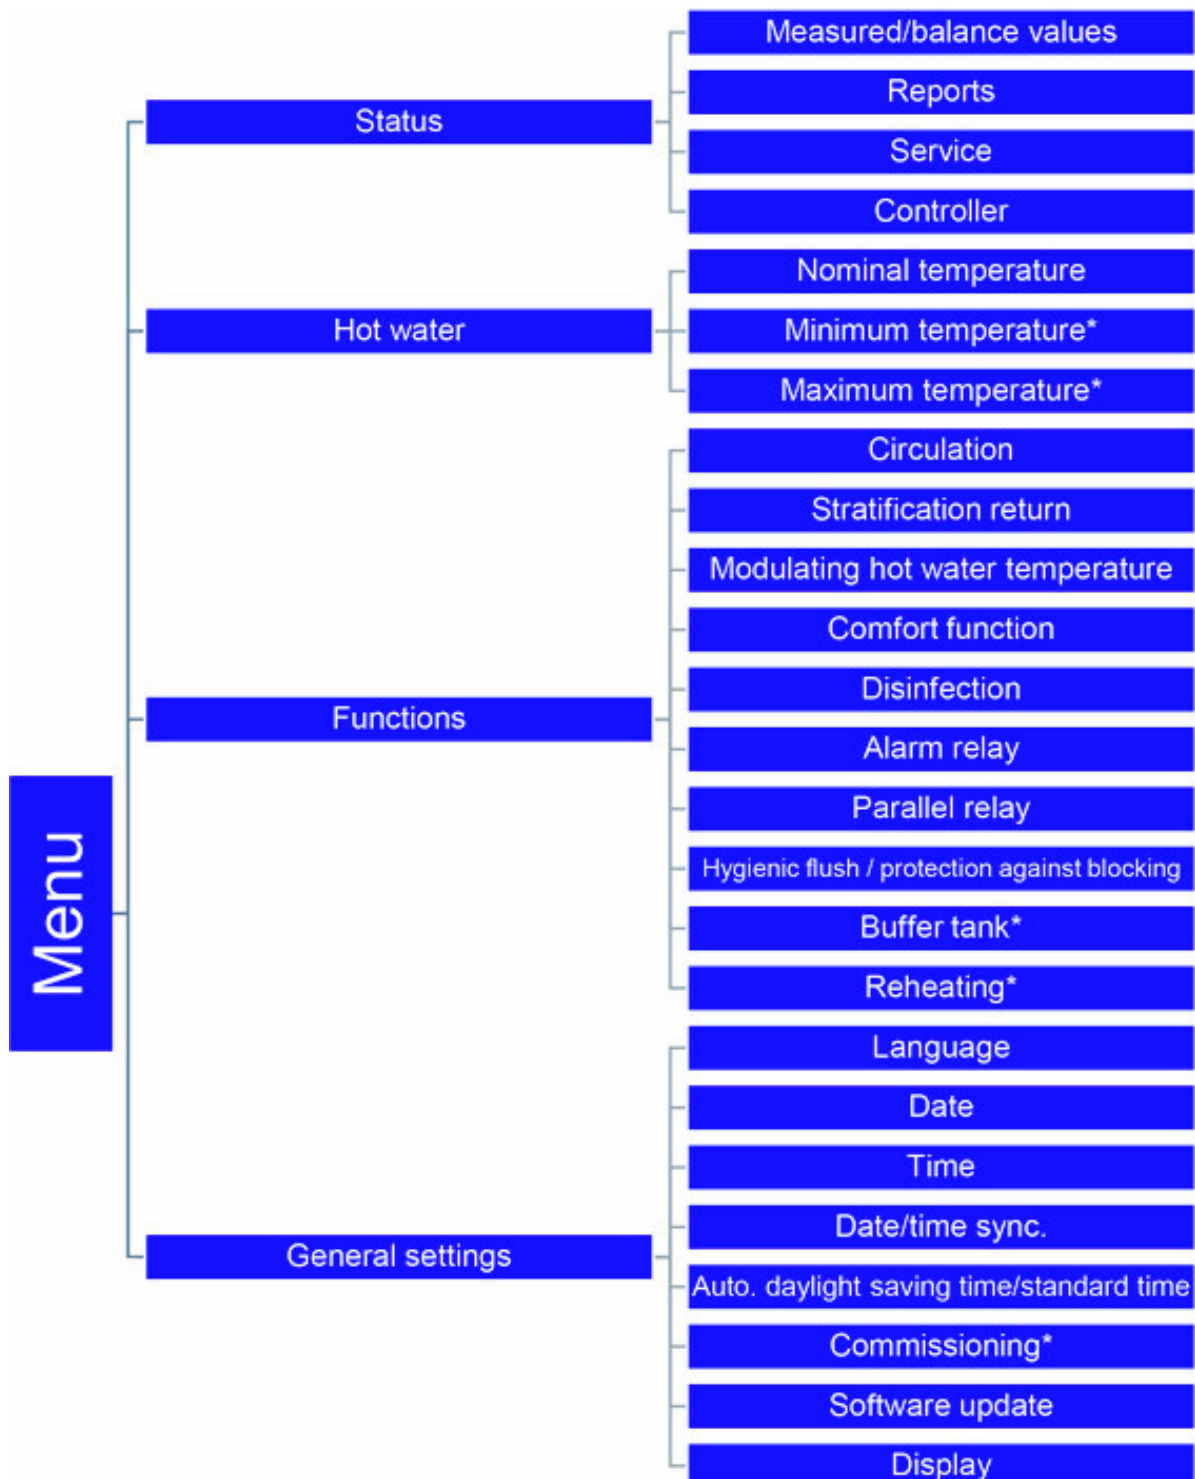 Menu
Status
Measured/balance values
Reports
Service
Controller
Hot water
Nominal temperature
Minimum temperature*
Maximum temperature*
Functions
Circulation
Stratification return
Modulating hot water temperature
Comfort function
Disinfection
Alarm relay
Parallel relay
Hygienic flush / protection against blocking
Buffer tank*
Reheating*
General settings
Language
Date
Time
Date/time sync.
Auto. daylight saving time/standard time
Commissioning*
Software update
Display